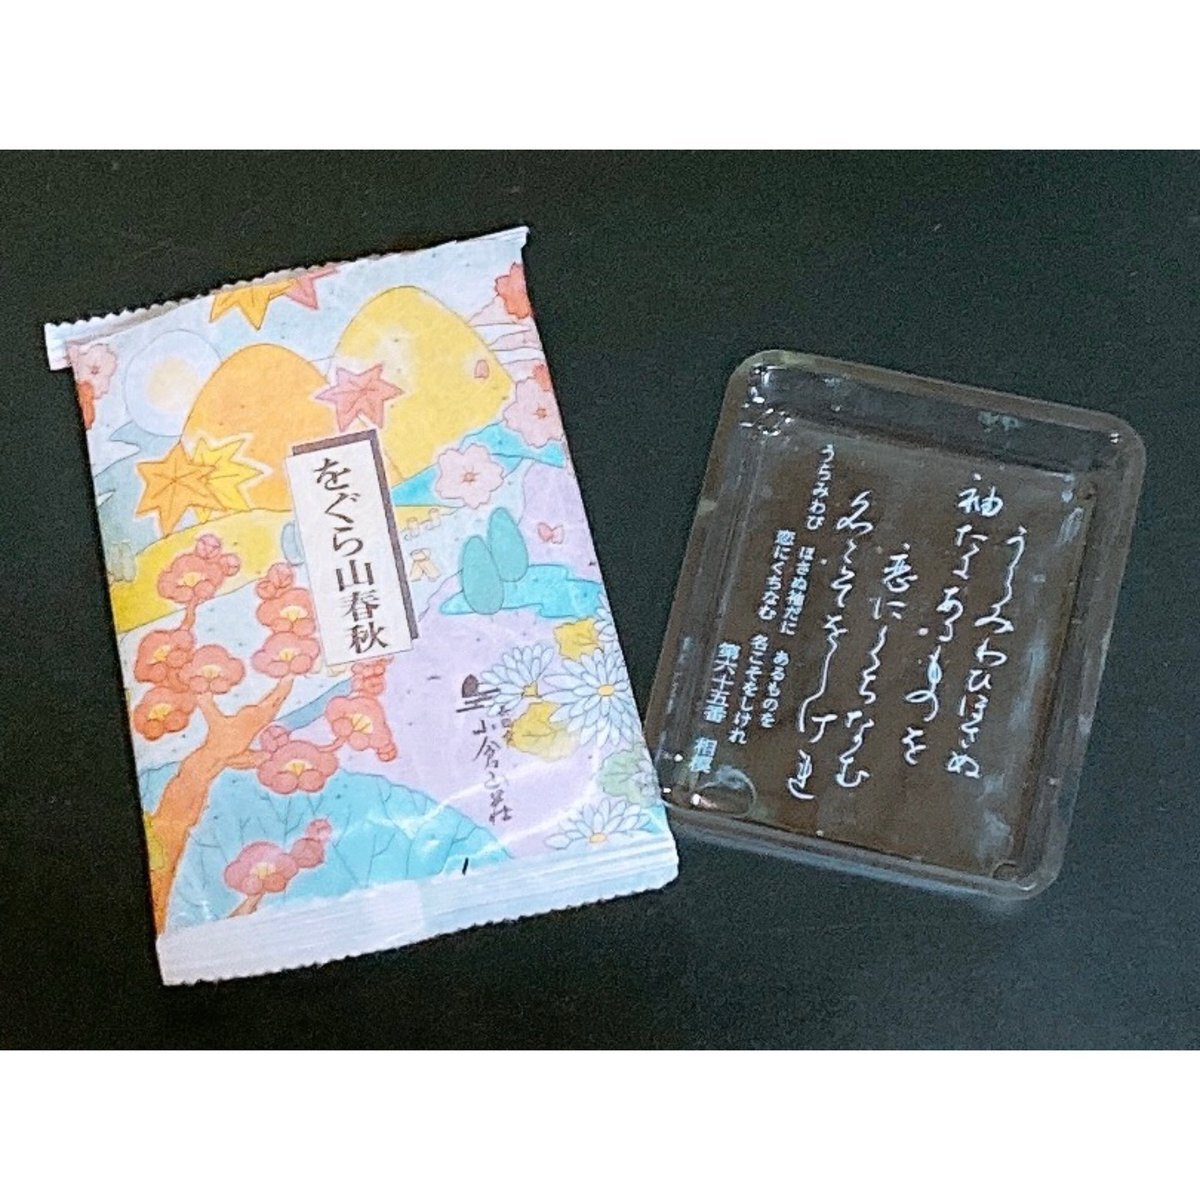 をぐら山春秋
小倉山荘
うらみわひほさぬ
袖たにあるものを
恋にくちなむ
名こそをしけれ
うらみわび ほさぬ袖だに あるものを
恋にくちなむ 名こそをしけれ
第六十五番 相模